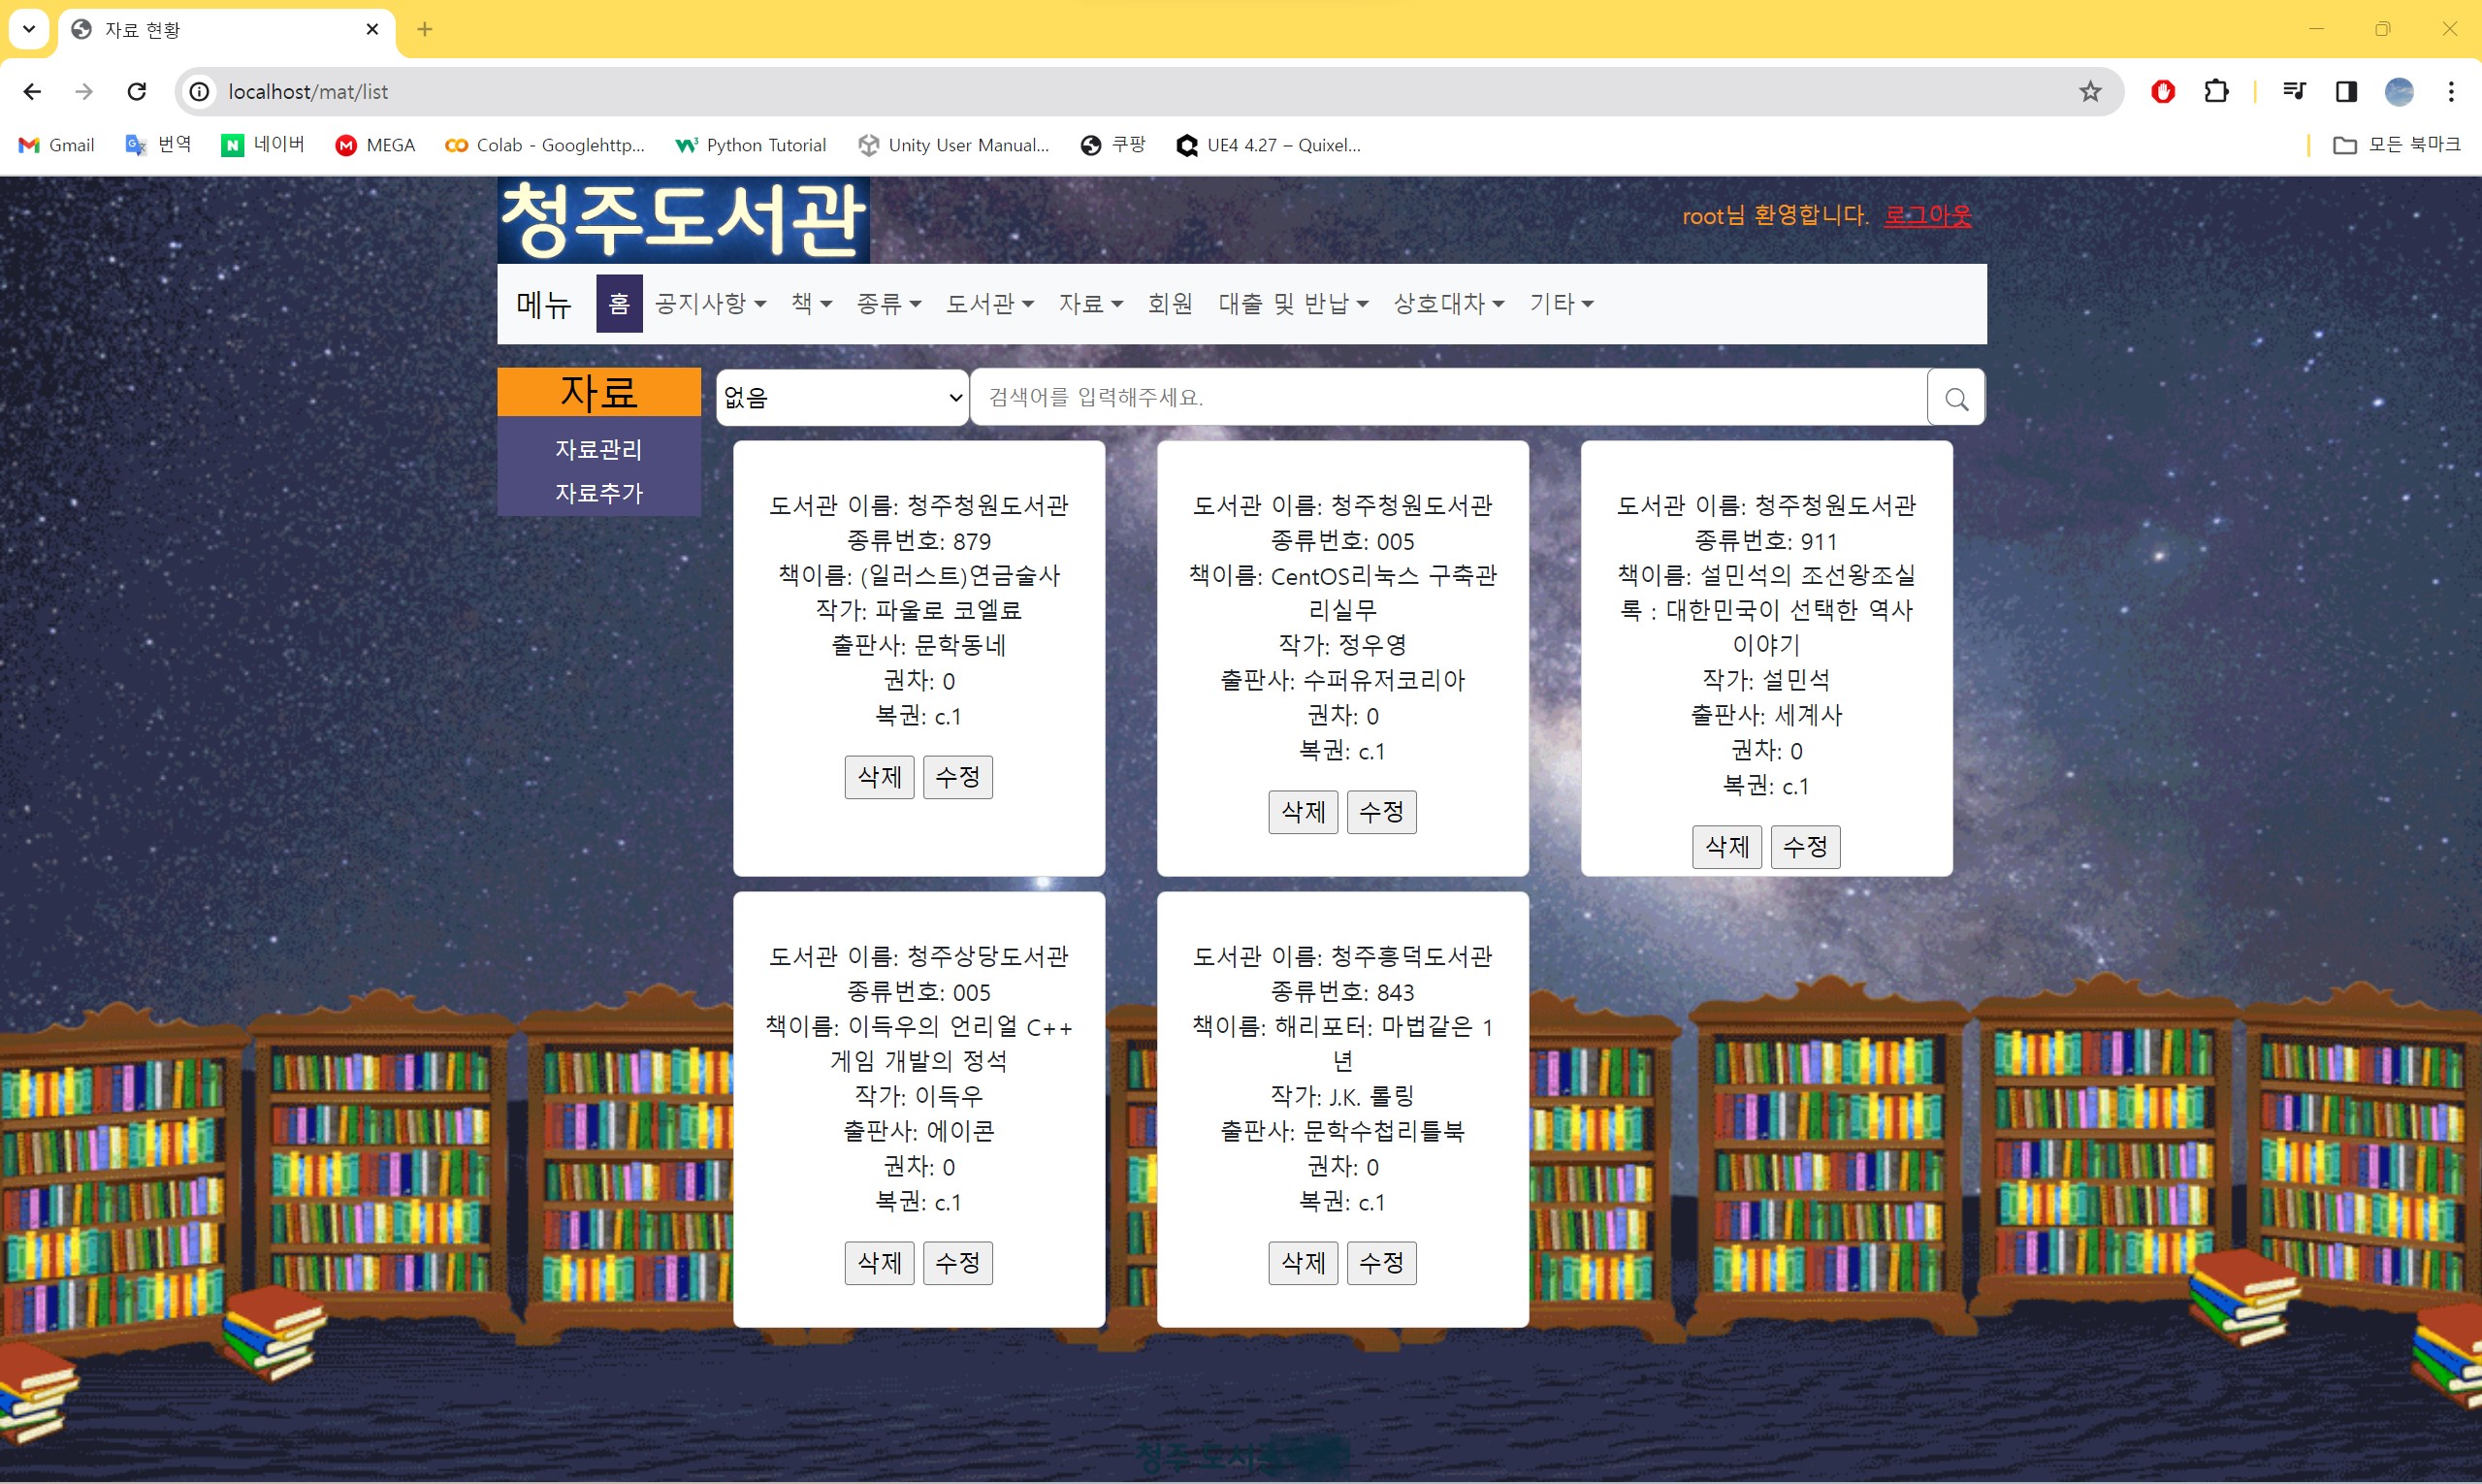 자료 현황
localhost/mat/list
Gmail 번역 네이버 MEGA Colab - Googlehttp... Python Tutorial Unity User Manual... 쿠팡 UE4 4.27 – Quixel... 모든 북마크
청주도서관
root님 환영합니다. 로그아웃
메뉴 홈 공지사항 책 종류 도서관 자료 회원 대출 및 반납 상호대차 기타
자료
자료관리
자료추가
없음 검색어를 입력해주세요.
도서관 이름: 청주청원도서관
종류번호: 879
책이름: (일러스트)연금술사
작가: 파울로 코엘료
출판사: 문학동네
권차: 0
복권: c.1
삭제 수정
도서관 이름: 청주청원도서관
종류번호: 005
책이름: CentOS리눅스 구축관
리실무
작가: 정우영
출판사: 수퍼유저코리아
권차: 0
복권: c.1
삭제 수정
도서관 이름: 청주청원도서관
종류번호: 911
책이름: 설민석의 조선왕조실
록 : 대한민국이 선택한 역사
이야기
작가: 설민석
출판사: 세계사
권차: 0
복권: c.1
삭제 수정
도서관 이름: 청주상당도서관
종류번호: 005
책이름: 이득우의 언리얼 C++
게임 개발의 정석
작가: 이득우
출판사: 에이콘
권차: 0
복권: c.1
삭제 수정
도서관 이름: 청주흥덕도서관
종류번호: 843
책이름: 해리포터: 마법같은 1
년
작가: J.K. 롤링
출판사: 문학수첩리틀북
권차: 0
복권: c.1
삭제 수정
청주